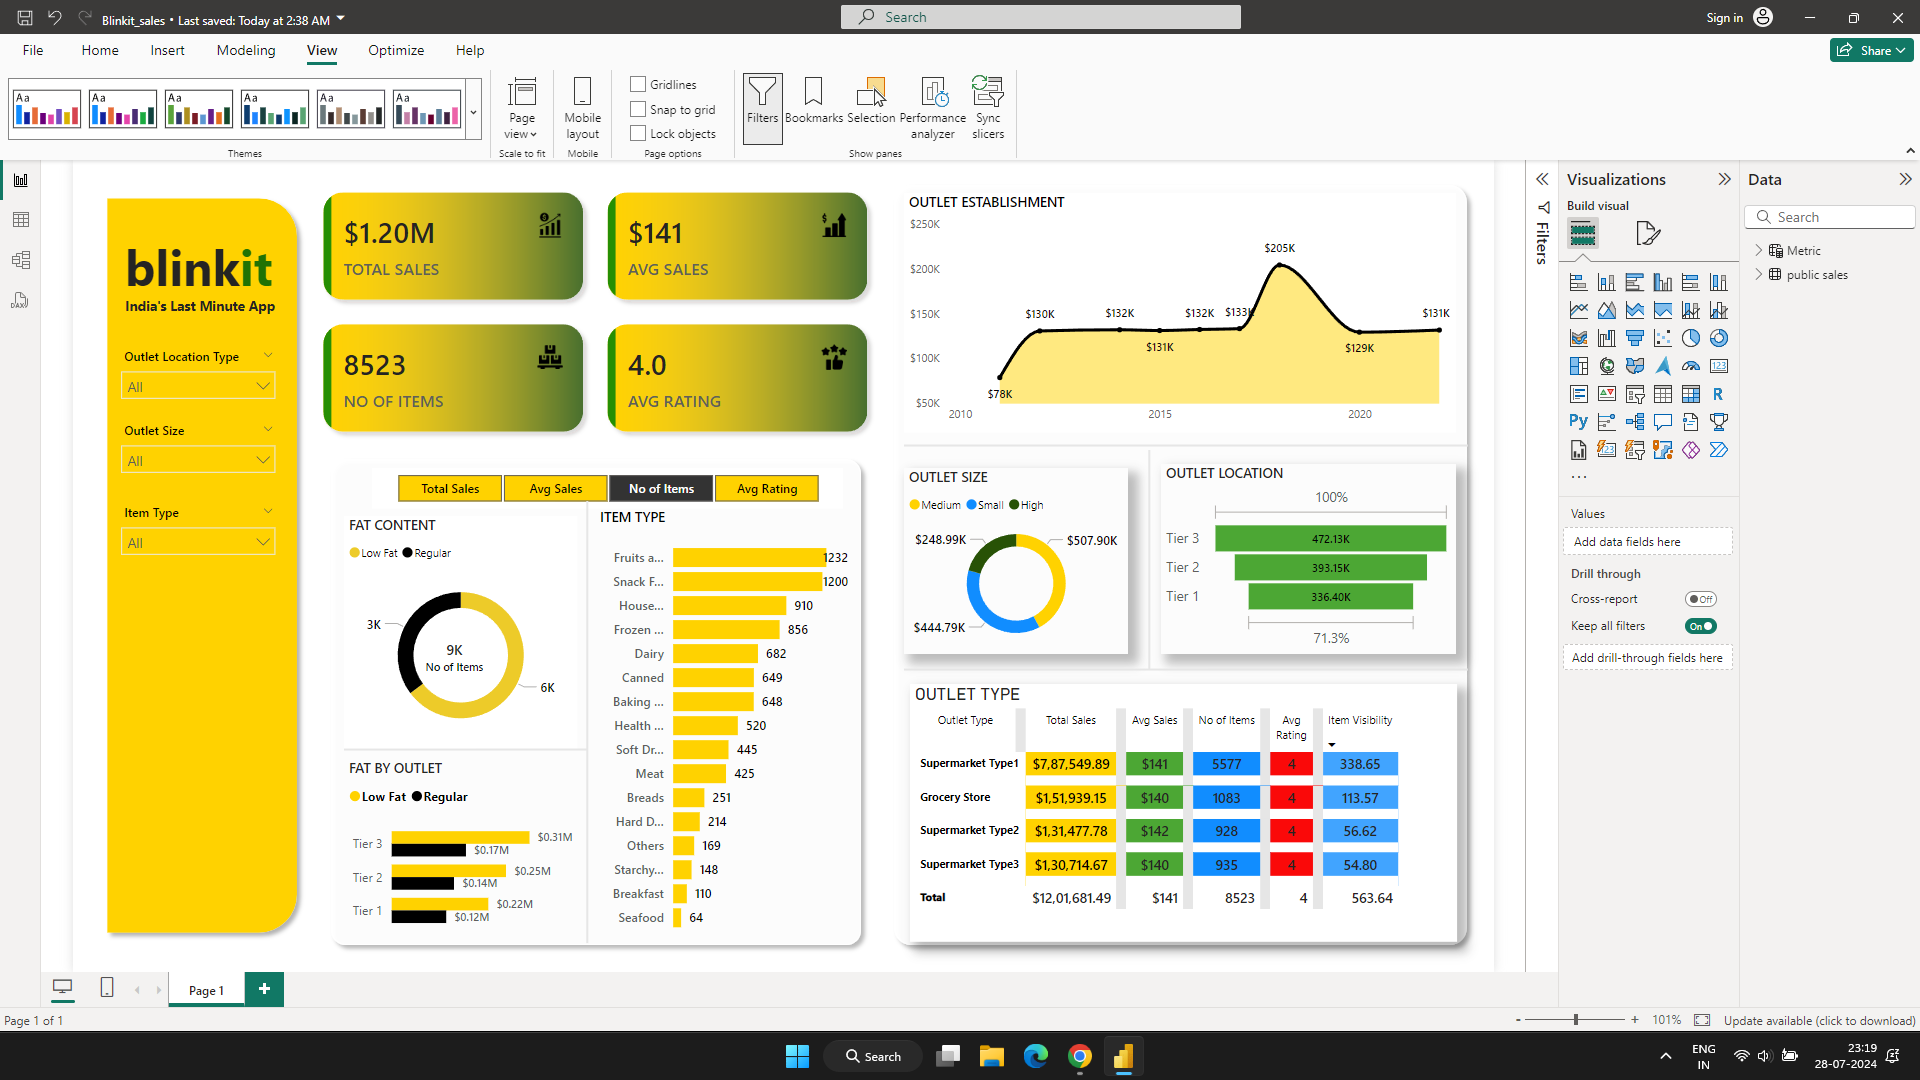 Blinkit_sales • Last saved: Today at 2:38 AM
Search
Sign in
File
Home
Insert
Modeling
View
Optimize
Help
Share
Aa
Aa
Aa
Aa
Aa
Aa
Themes
Page
view
Scale to fit
Mobile
layout
Mobile
Gridlines
Snap to grid
Lock objects
Page options
Filters
Bookmarks
Selection
Performance
analyzer
Sync
slicers
Show panes
blinkit
India's Last Minute App
Outlet Location Type
All
Outlet Size
All
Item Type
All
$1.20M
TOTAL SALES
$141
AVG SALES
8523
NO OF ITEMS
4.0
AVG RATING
Total Sales
Avg Sales
No of Items
Avg Rating
FAT CONTENT
Low Fat
Regular
3K
9K
No of Items
6K
FAT BY OUTLET
Low Fat
Regular
Tier 3 $0.31M
$0.17M
Tier 2 $0.25M
$0.14M
Tier 1 $0.22M
$0.12M
ITEM TYPE
Fruits a... 1232
Snack F... 1200
House... 910
Frozen ... 856
Dairy 682
Canned 649
Baking ... 648
Health ... 520
Soft Dr... 445
Meat 425
Breads 251
Hard D... 214
Others 169
Starchy... 148
Breakfast 110
Seafood 64
OUTLET ESTABLISHMENT
$250K
$200K
$150K
$100K
$50K
$78K
$130K
$132K
$131K
$132K
$133K
$205K
$129K
$131K
2010
2015
2020
OUTLET SIZE
Medium
Small
High
$248.99K
$507.90K
$444.79K
OUTLET LOCATION
100%
Tier 3 472.13K
Tier 2 393.15K
Tier 1 336.40K
71.3%
OUTLET TYPE
Outlet Type Total Sales Avg Sales No of Items Avg Rating Item Visibility
Supermarket Type1 $7,87,549.89 $141 5577 4 338.65
Grocery Store $1,51,939.15 $140 1083 4 113.57
Supermarket Type2 $1,31,477.78 $142 928 4 56.62
Supermarket Type3 $1,30,714.67 $140 935 4 54.80
Total $12,01,681.49 $141 8523 4 563.64
Filters
Visualizations
Build visual
123
R
Py
123
...
Values
Add data fields here
Drill through
Cross-report
Off
Keep all filters
On
Add drill-through fields here
Data
Search
Metric
public sales
DAX
Page 1
+
Page 1 of 1
- + 101%
Update available (click to download)
Search
ENG
IN
23:19
28-07-2024